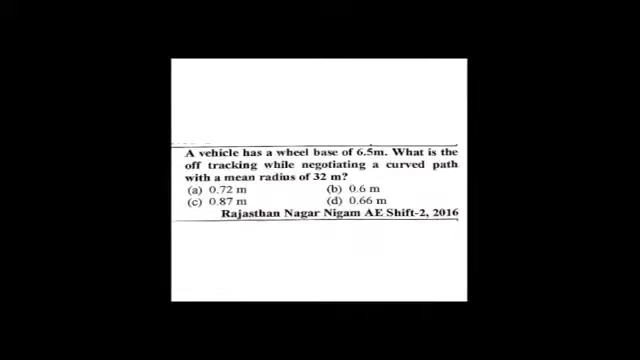 A vehicle has a wheel base of 6.5m. What is the
off tracking while negotiating a curved path
with a mean radius of 32 m?
(a) 0.72 m (b) 0.6 m
(c) 0.87 m (d) 0.66 m
Rajasthan Nagar Nigam AE Shift-2, 2016